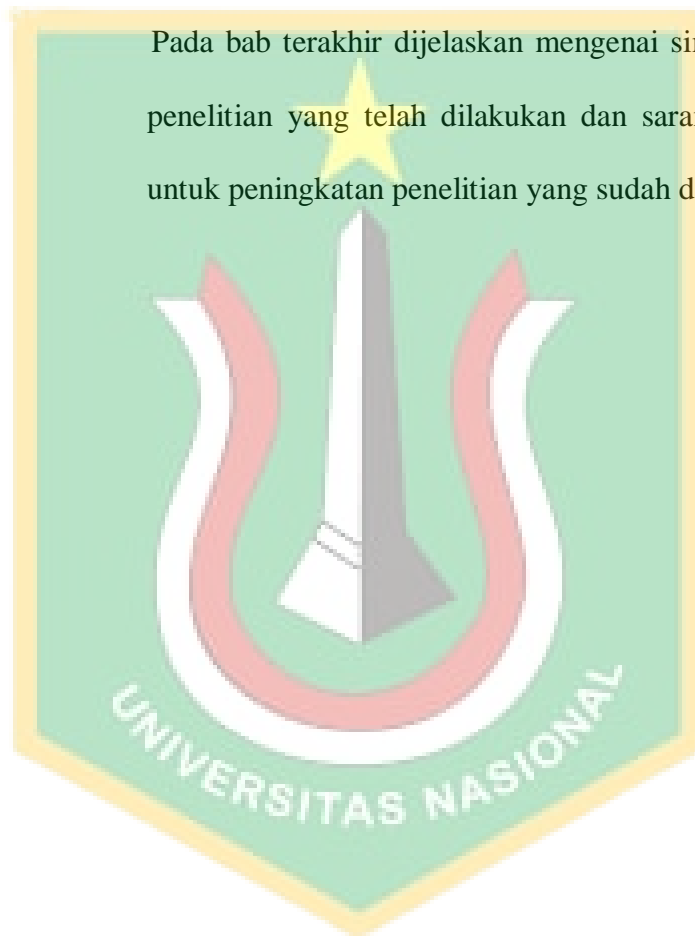 Pada bab terakhir dijelaskan mengenai
penelitian yang telah dilakukan dan
untuk peningkatan penelitian yang sudah
UNIVERSITAS NASIONAL